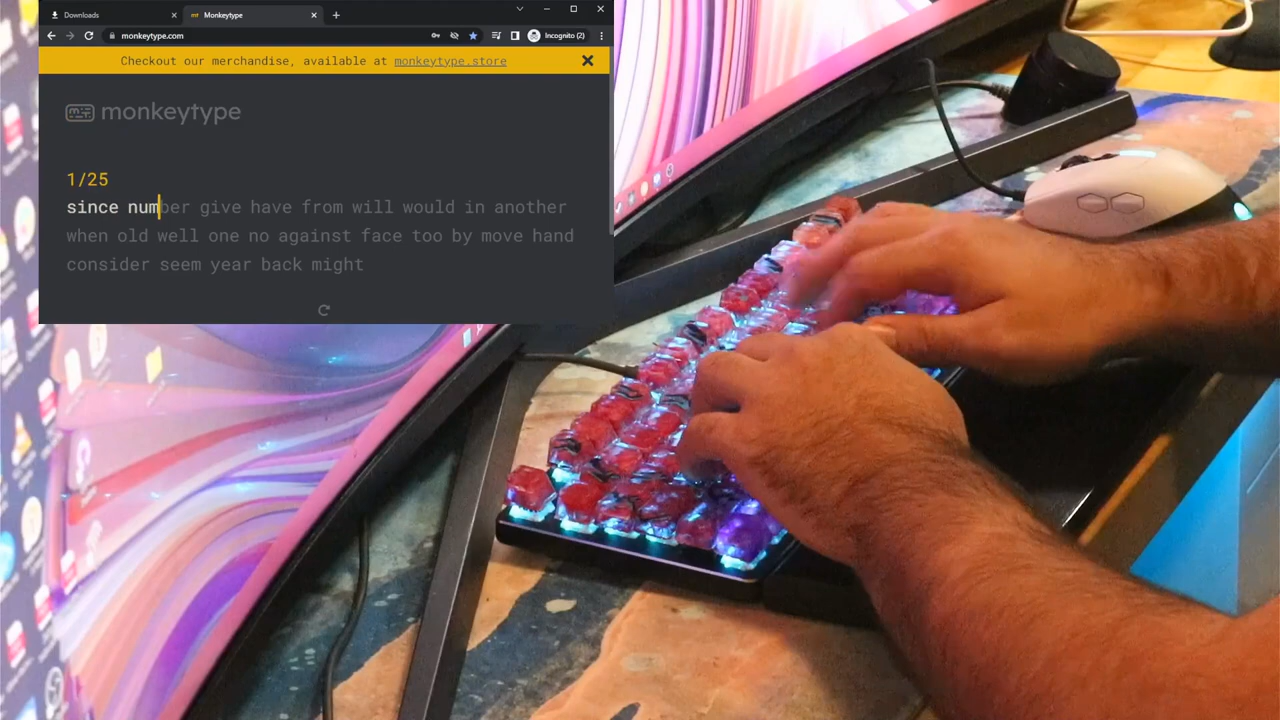 Downloads
mt Monkeytype
monkeytype.com
Incognito (2)
Checkout our merchandise, available at monkeytype.store
monkeytype
1/25
since number give have from will would in another
when old well one no against face too by move hand
consider seem year back might